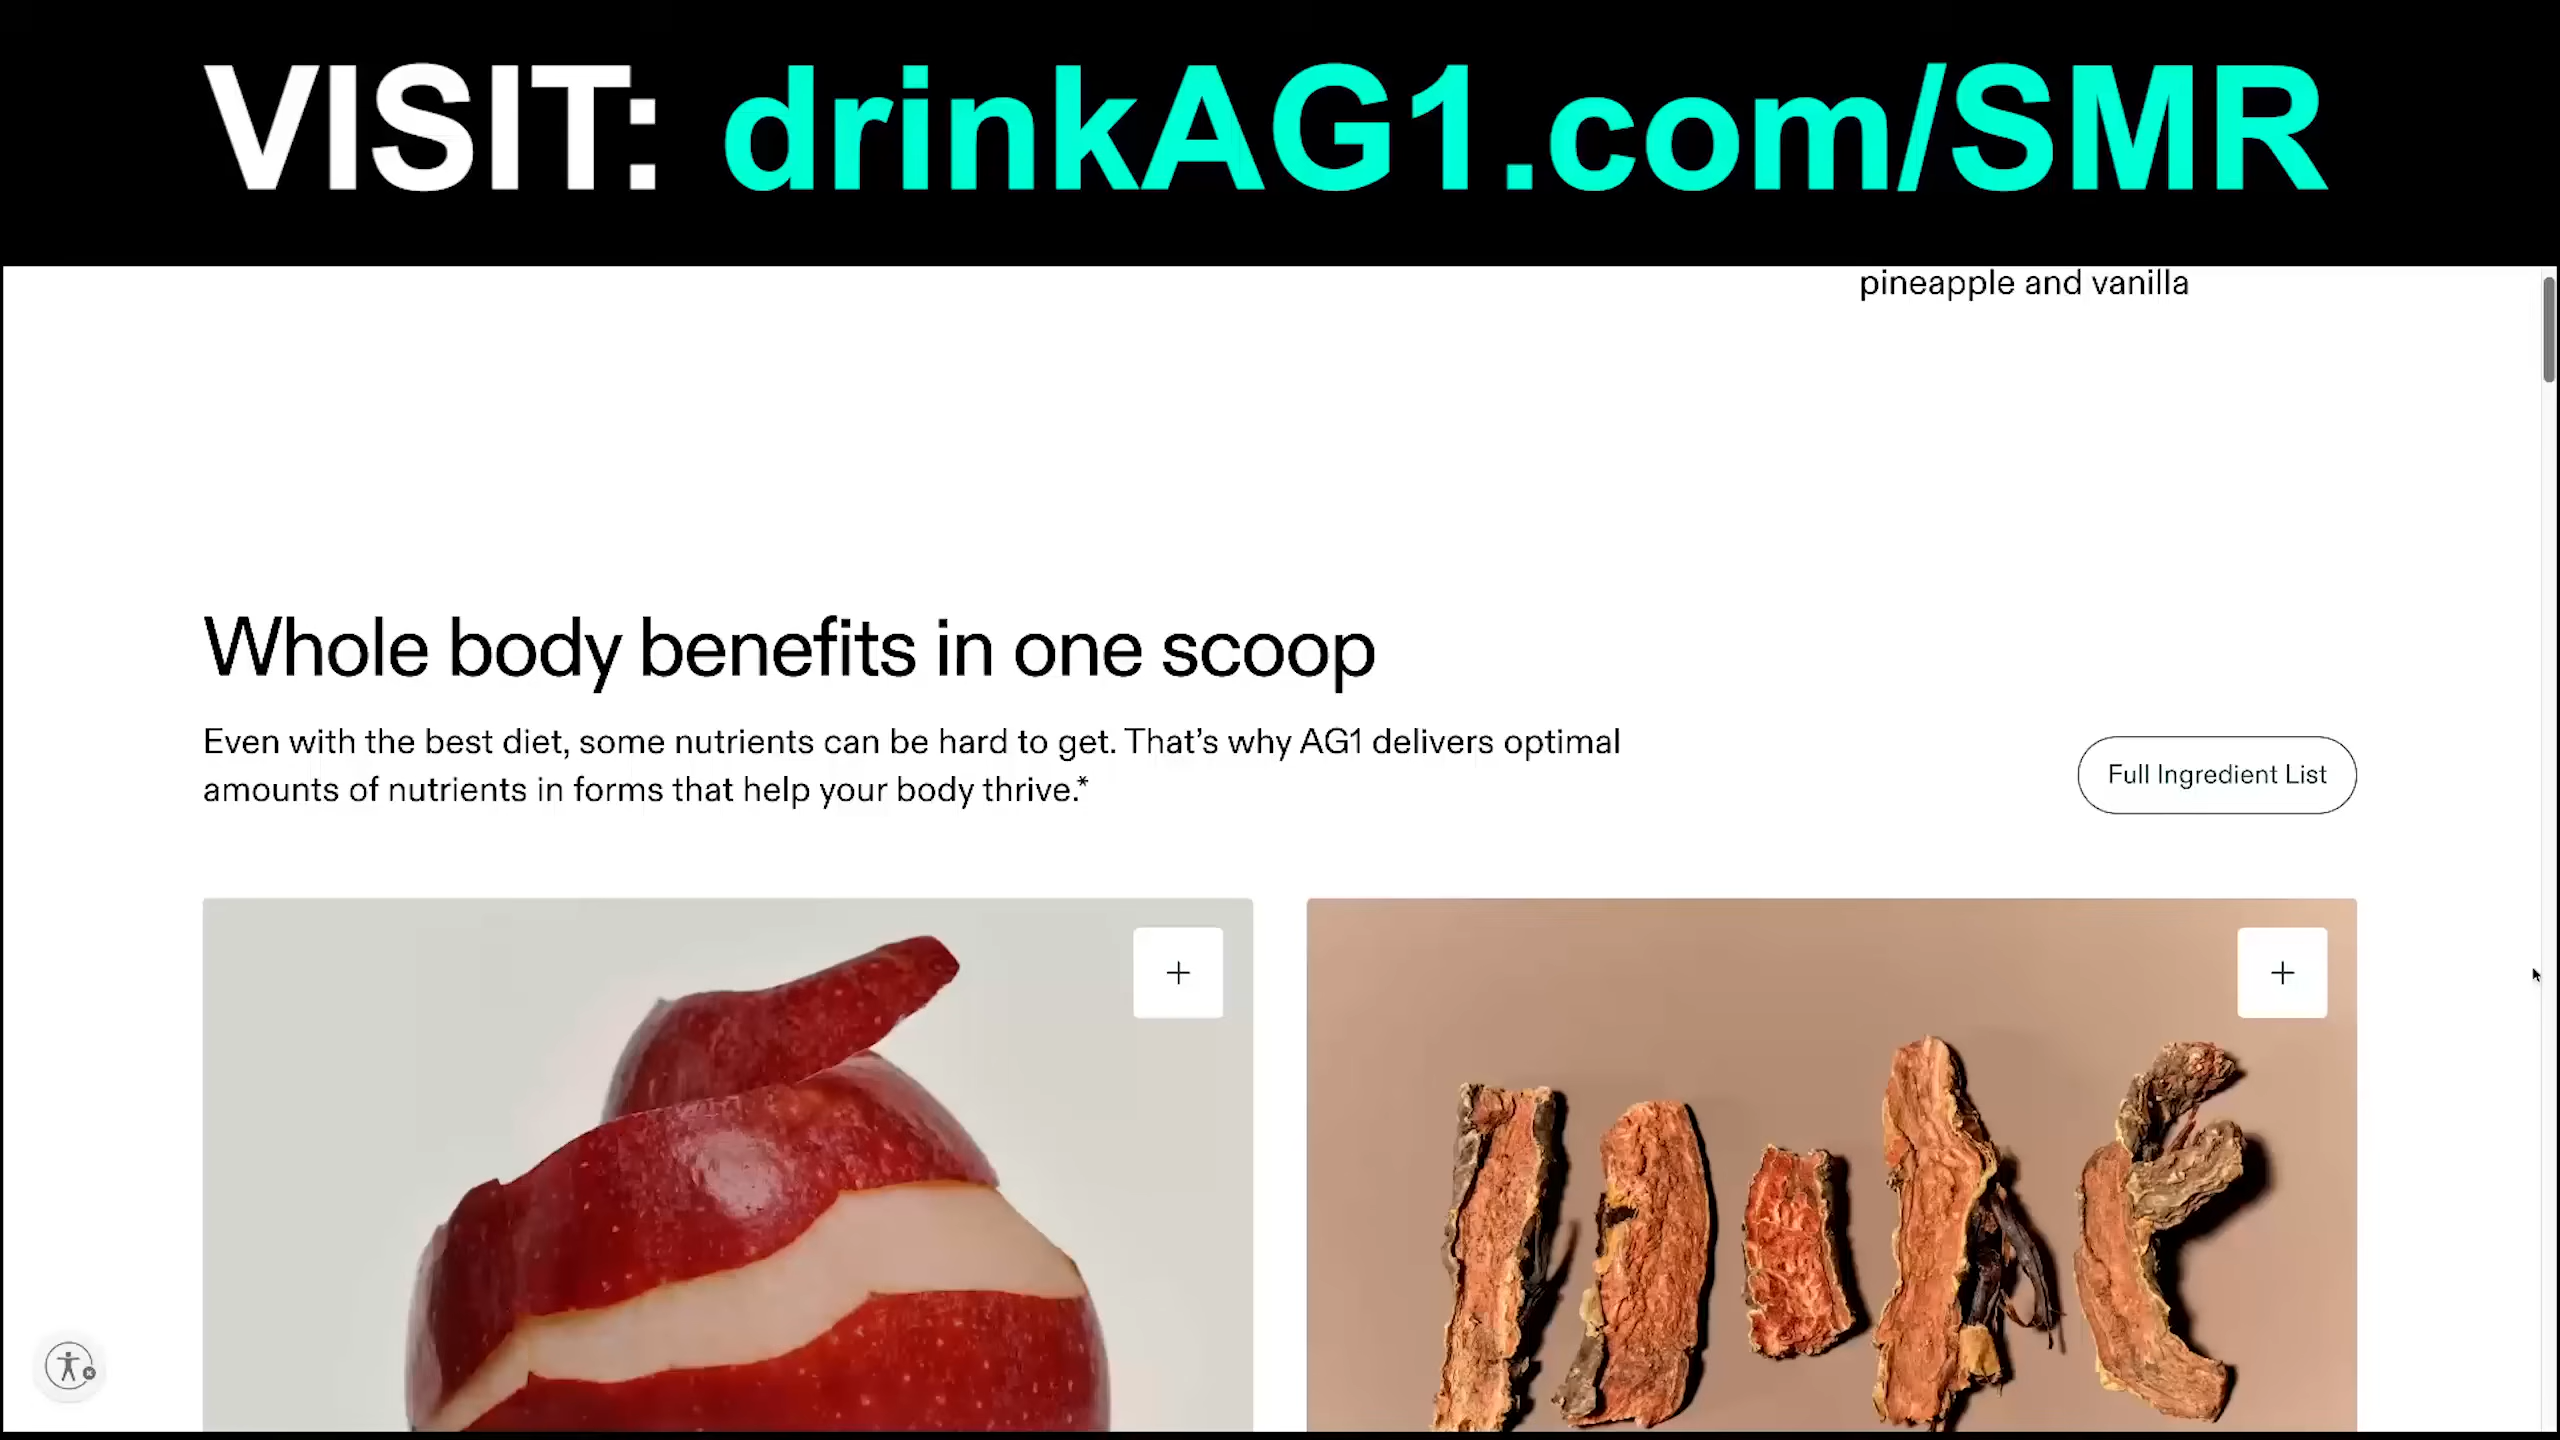 VISIT: drinkAG1.com/SMR
pineapple and vanilla
Whole body benefits in one scoop
Even with the best diet, some nutrients can be hard to get. That’s why AG1 delivers optimal
amounts of nutrients in forms that help your body thrive.*
Full Ingredient List